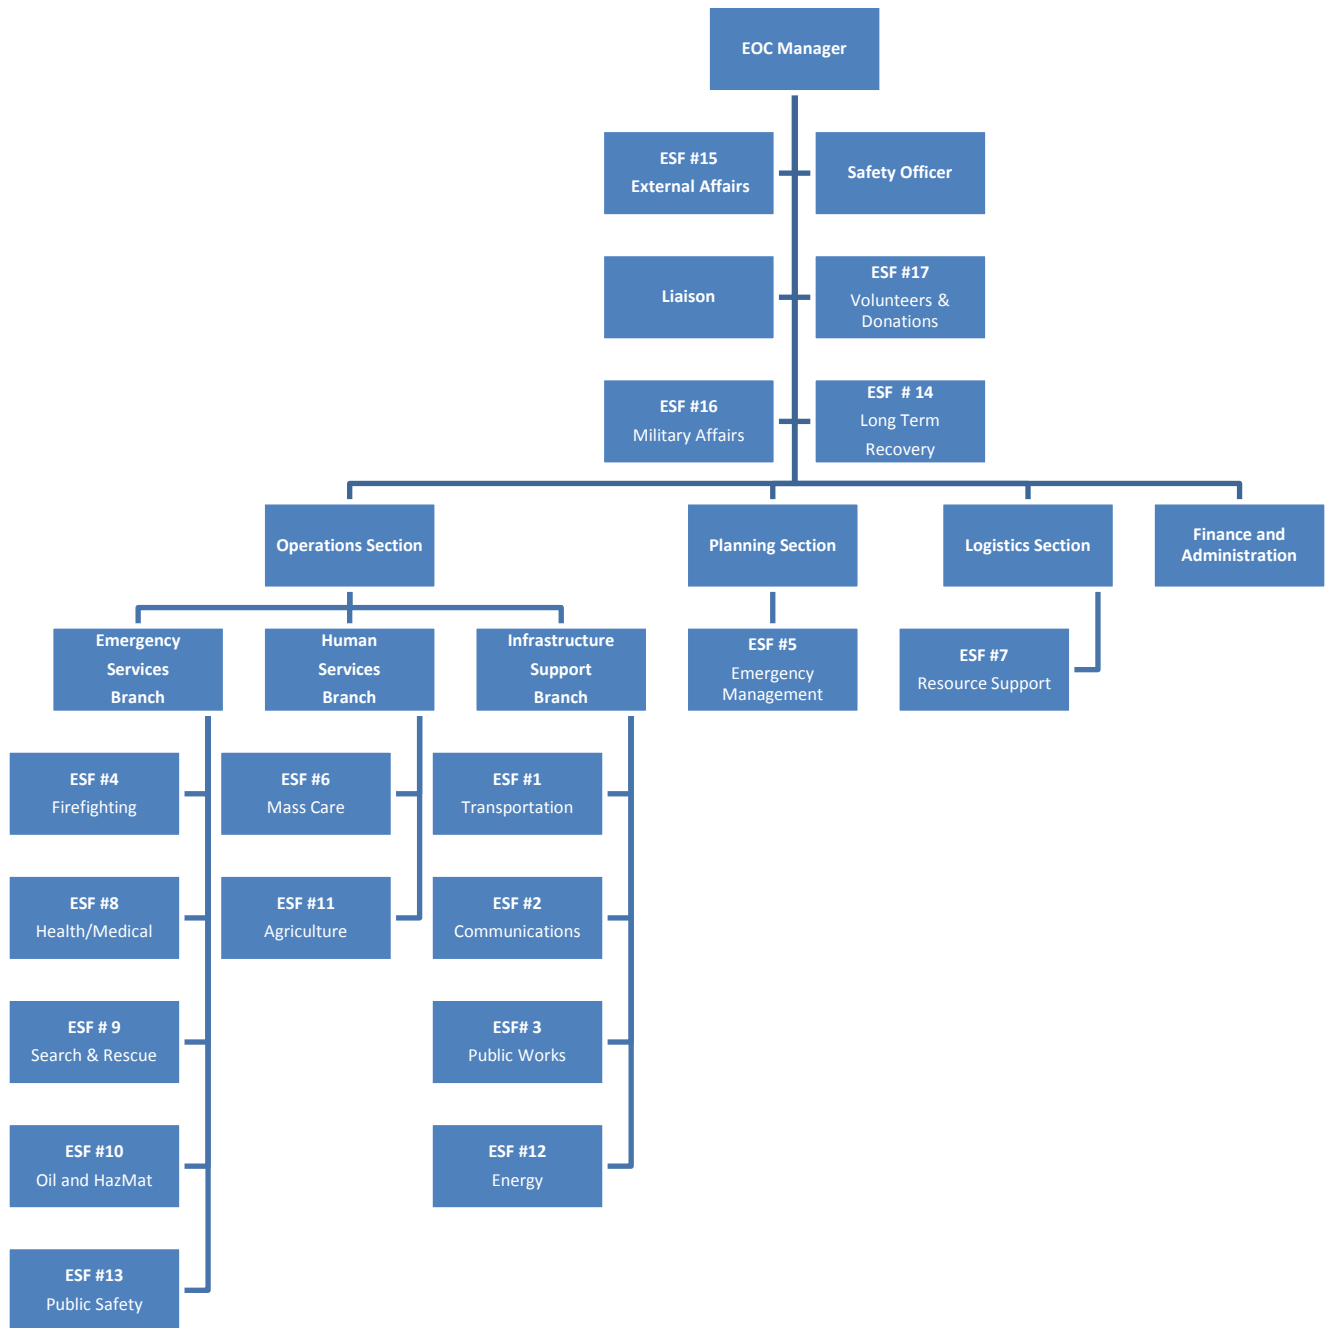 EOC Manager
ESF #15
External Affairs
Safety Officer
Liaison
ESF #17
Volunteers &
Donations
ESF #16
Military Affairs
ESF  # 14
Long Term
Recovery
Operations Section
Planning Section
Logistics Section
Finance and
Administration
Emergency
Services
Branch
Human
Services
Branch
Infrastructure
Support
Branch
ESF #5
Emergency
Management
ESF #7
Resource Support
ESF #4
Firefighting
ESF #6
Mass Care
ESF #1
Transportation
ESF #8
Health/Medical
ESF #11
Agriculture
ESF #2
Communications
ESF # 9
Search & Rescue
ESF# 3
Public Works
ESF #10
Oil and HazMat
ESF #12
Energy
ESF #13
Public Safety